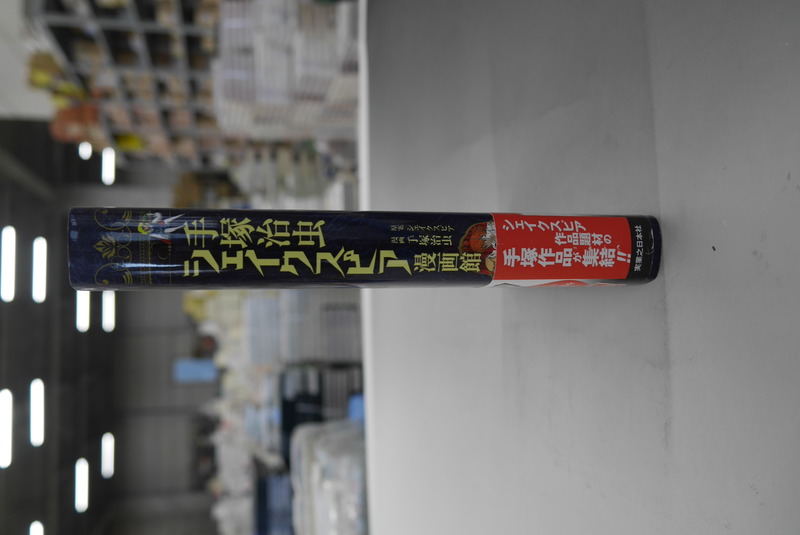 手塚治虫
シェイクスピア漫画館
原案 シェイクスピア
漫画 手塚治虫
シェイクスピア
作品題材の
手塚作品が集結!!
実業之日本社